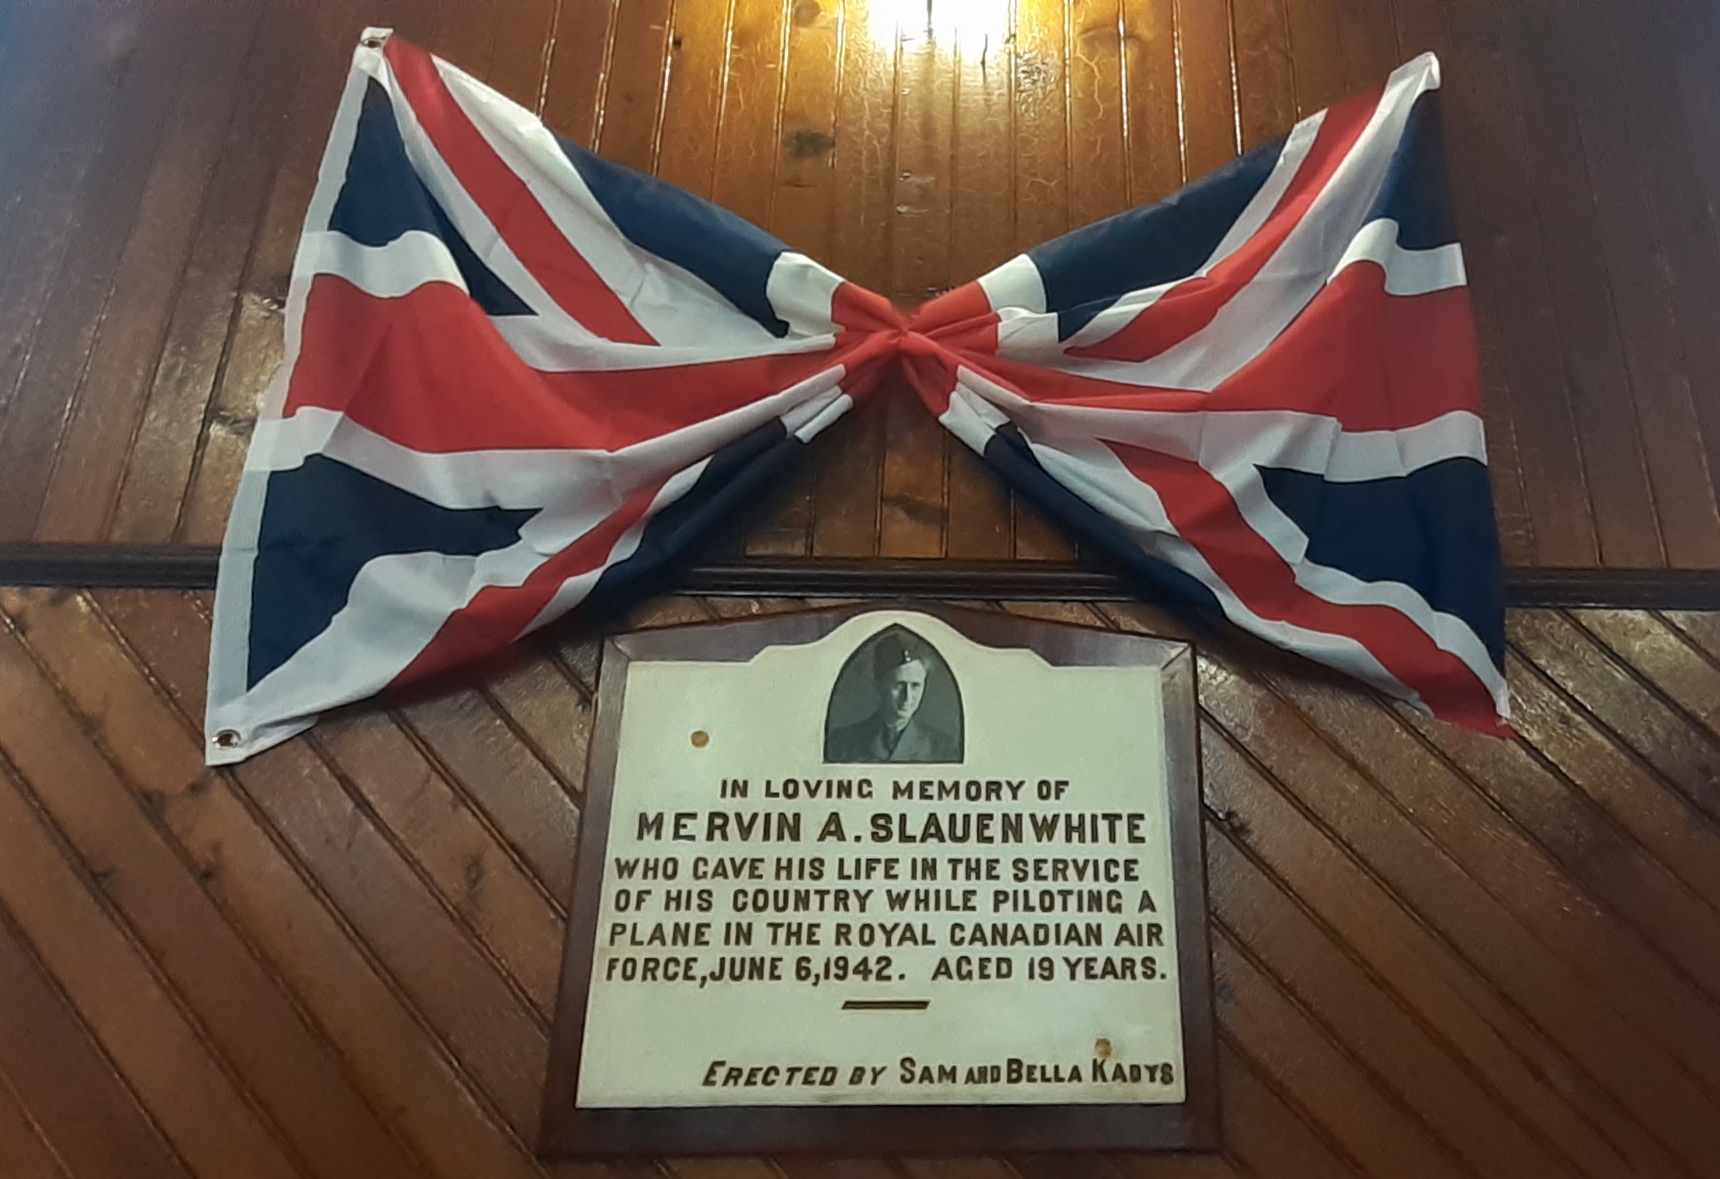 IN LOVING MEMORY OF
MERVIN A. SLAUENWHITE
WHO GAVE HIS LIFE IN THE SERVICE
OF HIS COUNTRY WHILE PILOTING A
PLANE IN THE ROYAL CANADIAN AIR
FORCE, JUNE 6, 1942. AGED 19 YEARS.
ERECTED BY SAM AND BELLA KADYS